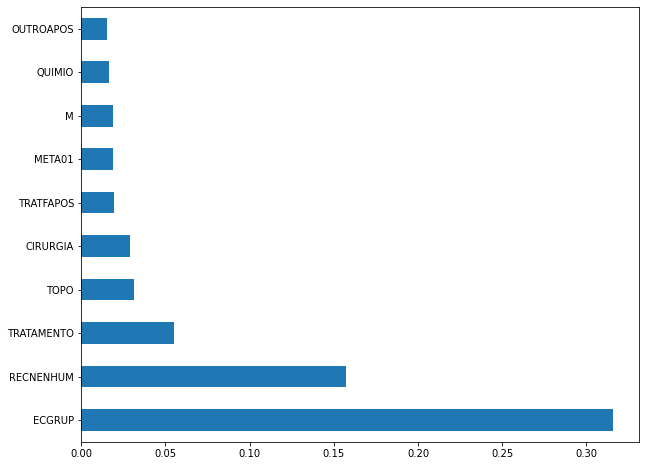 OUTROAPOS
QUIMIO
M
META01
TRATFAPOS
CIRURGIA
TOPO
TRATAMENTO
RECNENHUM
ECGRUP
0.00 0.05 0.10 0.15 0.20 0.25 0.30